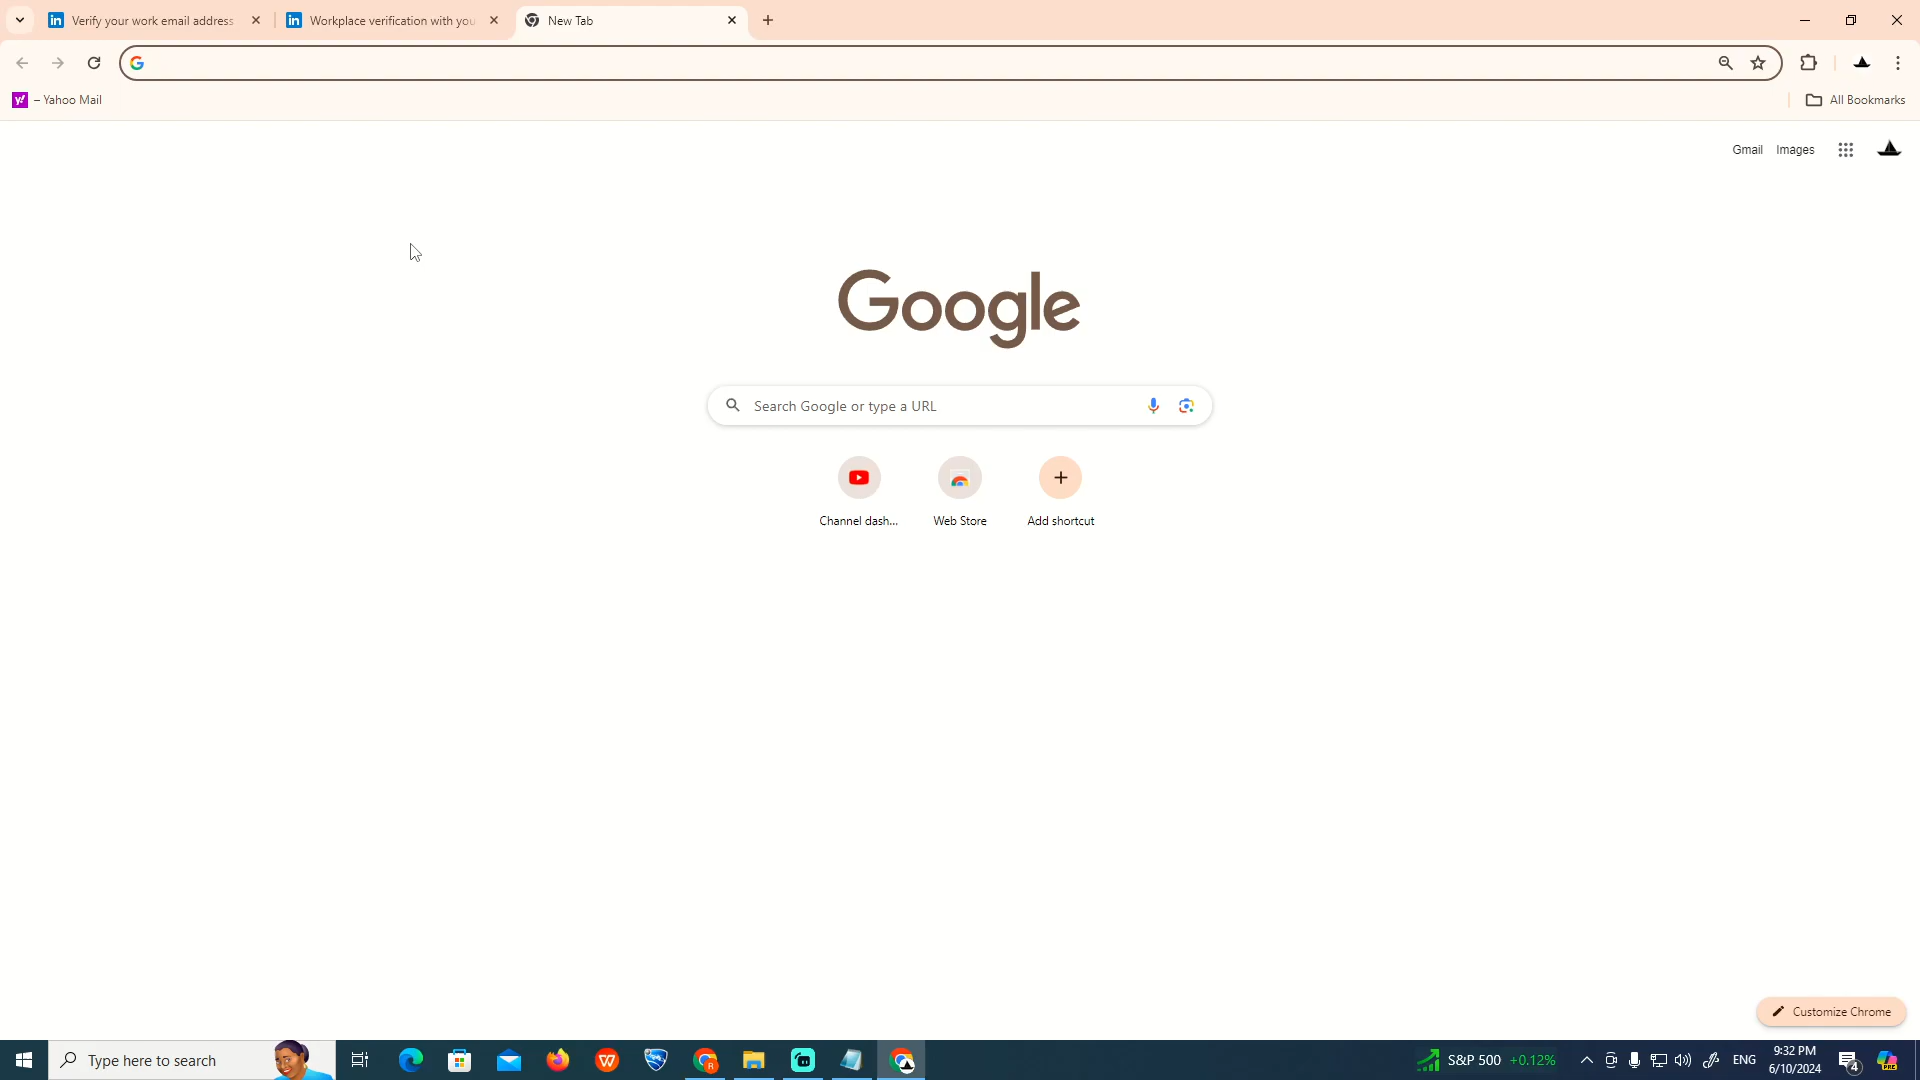 Verify your work email address
Workplace verification with you
New Tab
– Yahoo Mail
All Bookmarks
Gmail Images
Google
Search Google or type a URL
Channel dash...
Web Store
Add shortcut
Customize Chrome
Type here to search
S&P 500 +0.12%
ENG
9:32 PM
6/10/2024
4